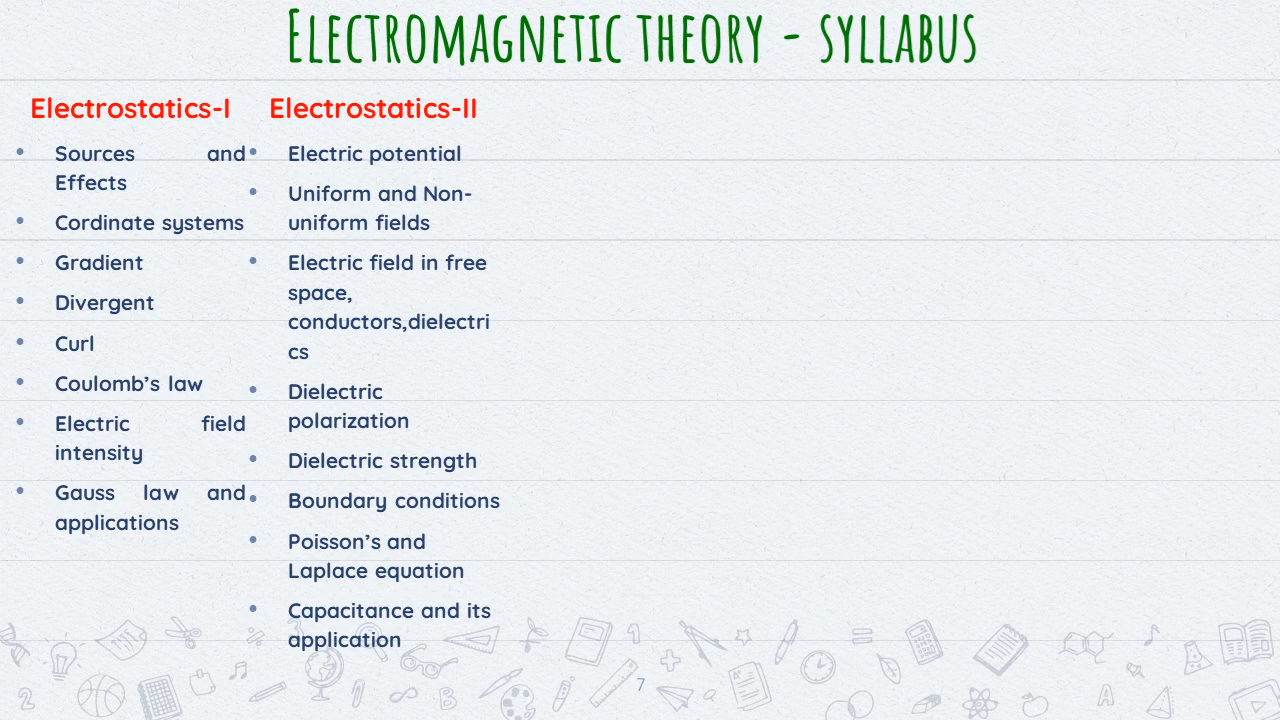 Electromagnetic theory - syllabus
Electrostatics-I
Sources and
Effects
Cordinate systems
Gradient
Divergent
Curl
Coulomb’s law
Electric field
intensity
Gauss law and
applications
Electrostatics-II
Electric potential
Uniform and Non-
uniform fields
Electric field in free
space,
conductors,dielectri
cs
Dielectric
polarization
Dielectric strength
Boundary conditions
Poisson’s and
Laplace equation
Capacitance and its
application
7